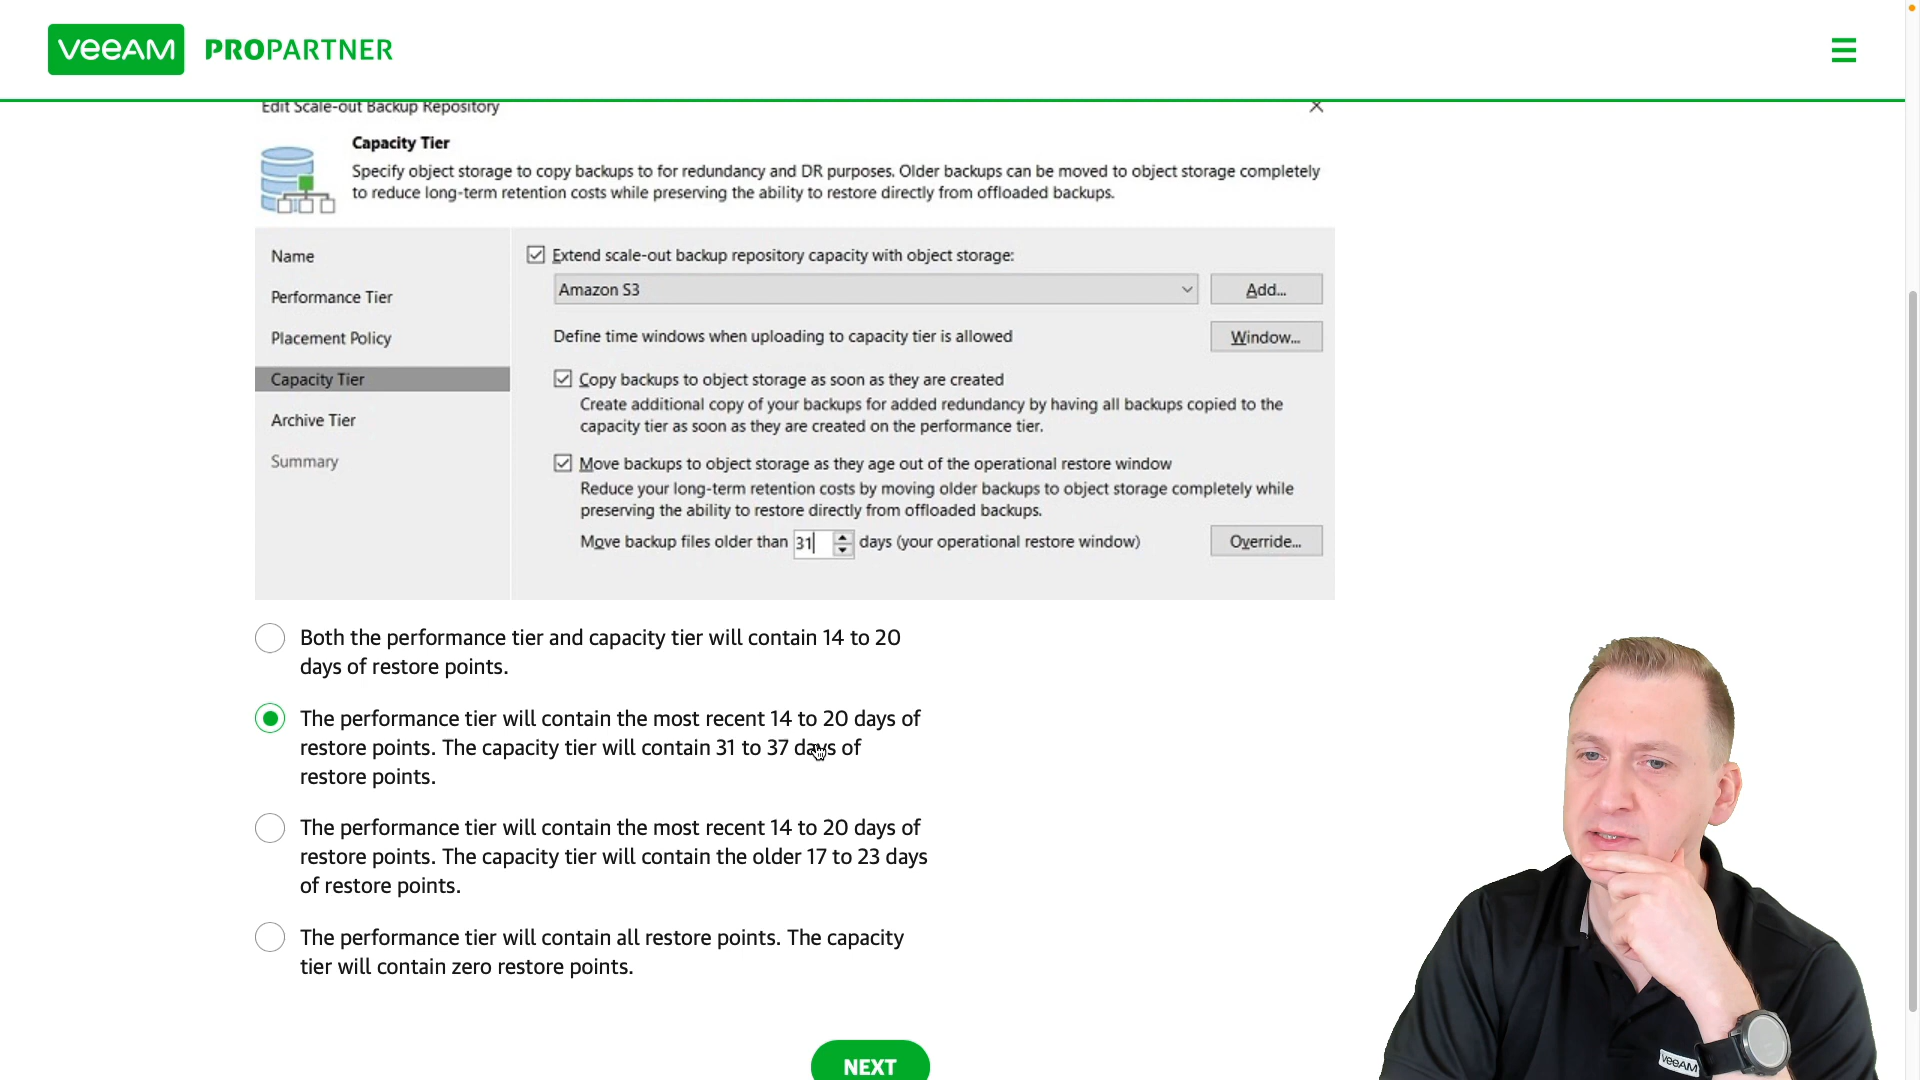 veeAM PROPARTNER
Edit Scale-out Backup Repository
Capacity Tier
Specify object storage to copy backups to for redundancy and DR purposes. Older backups can be moved to object storage completely
to reduce long-term retention costs while preserving the ability to restore directly from offloaded backups.
Name
Performance Tier
Placement Policy
Capacity Tier
Archive Tier
Summary
Extend scale-out backup repository capacity with object storage:
Amazon S3
Add...
Define time windows when uploading to capacity tier is allowed
Window...
Copy backups to object storage as soon as they are created
Create additional copy of your backups for added redundancy by having all backups copied to the
capacity tier as soon as they are created on the performance tier.
Move backups to object storage as they age out of the operational restore window
Reduce your long-term retention costs by moving older backups to object storage completely while
preserving the ability to restore directly from offloaded backups.
Move backup files older than 31 days (your operational restore window)
Override...
Both the performance tier and capacity tier will contain 14 to 20
days of restore points.
The performance tier will contain the most recent 14 to 20 days of
restore points. The capacity tier will contain 31 to 37 days of
restore points.
The performance tier will contain the most recent 14 to 20 days of
restore points. The capacity tier will contain the older 17 to 23 days
of restore points.
The performance tier will contain all restore points. The capacity
tier will contain zero restore points.
NEXT
veeAM